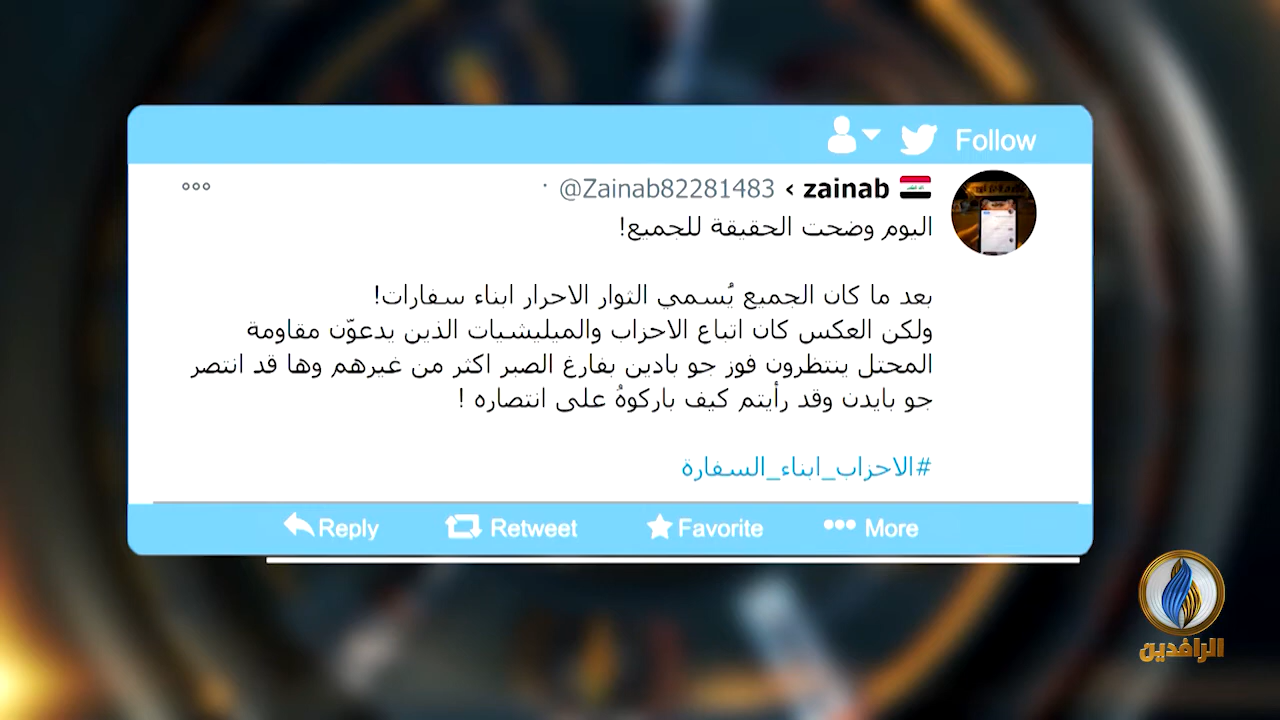 Follow
zainab › @Zainab82281483 ·
اليوم وضحت الحقيقة للجميع!
بعد ما كان الجميع يُسمي الثوار الاحرار ابناء سفارات!
ولكن العكس كان اتباع الاحزاب والميليشيات الذين يدعوّن مقاومة
المحتل ينتظرون فوز جو بادين بفارغ الصبر اكثر من غيرهم وها قد انتصر
جو بايدن وقد رأيتم كيف باركوهُ على انتصاره !
#الاحزاب_ابناء_السفارة
Reply Retweet Favorite More
الرافدين